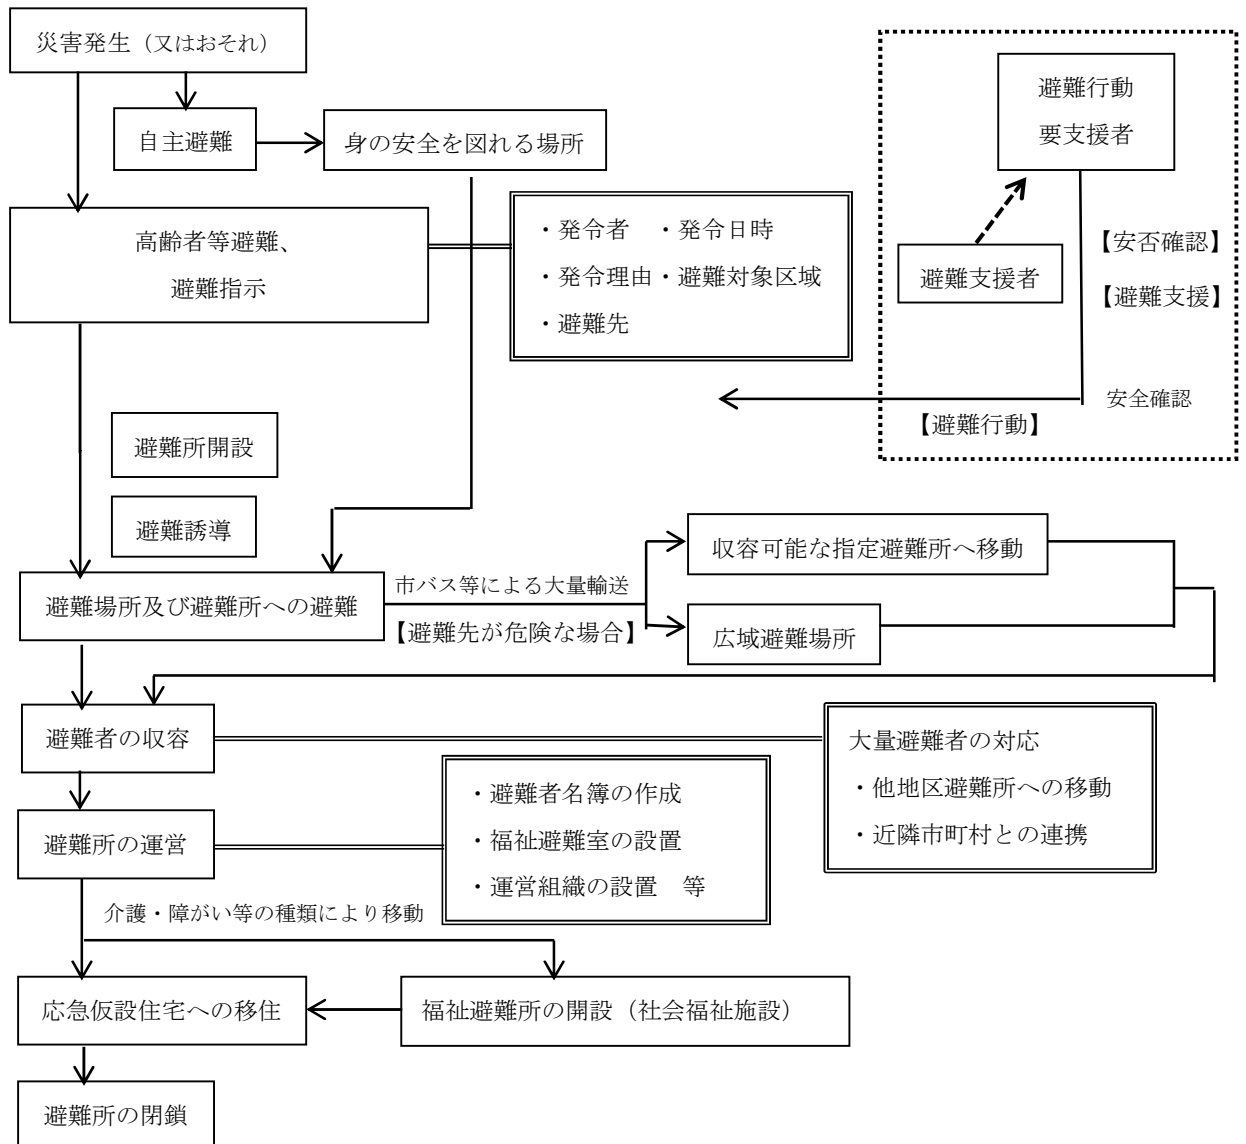 災害発生（又はおそれ）
自主避難
身の安全を図れる場所
避難行動
要支援者
高齢者等避難、
避難指示
・発令者　・発令日時
・発令理由・避難対象区域
・避難先
避難支援者
【安否確認】
【避難支援】
安全確認
【避難行動】
避難所開設
避難誘導
避難場所及び避難所への避難
市バス等による大量輸送
【避難先が危険な場合】
収容可能な指定避難所へ移動
広域避難場所
避難者の収容
大量避難者の対応
・他地区避難所への移動
・近隣市町村との連携
避難所の運営
・避難者名簿の作成
・福祉避難室の設置
・運営組織の設置　等
介護・障がい等の種類により移動
応急仮設住宅への移住
福祉避難所の開設（社会福祉施設）
避難所の閉鎖